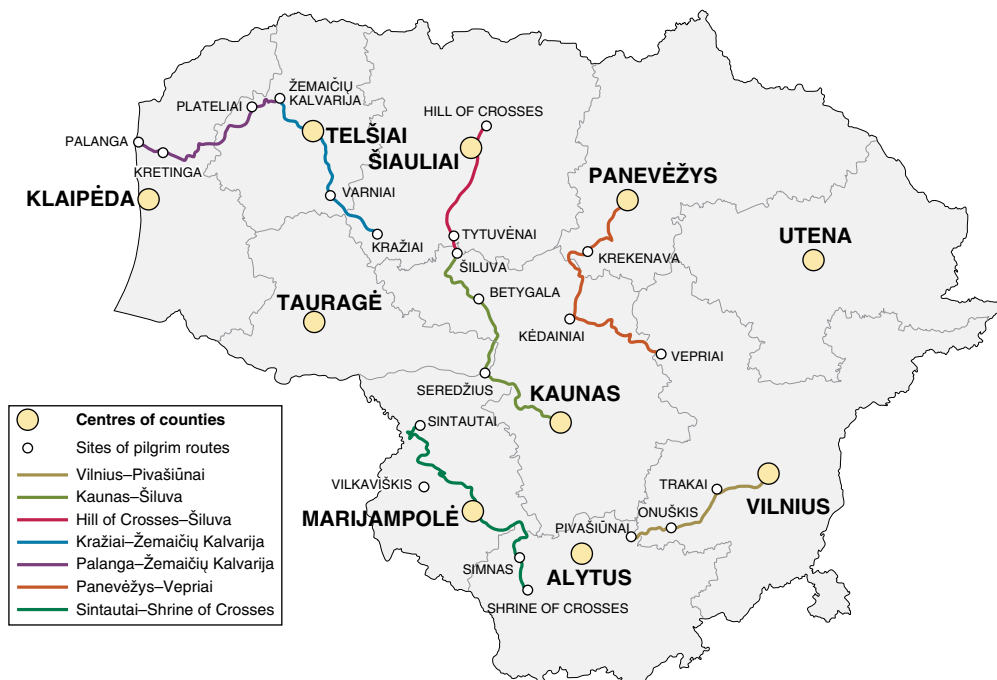 ŽEMAIČIŲ
KALVARIJA
PLATELIAI
HILL OF CROSSES
TELŠIAI
PALANGA
ŠIAULIAI
KRETINGA
PANEVĖŽYS
KLAIPĖDA
VARNIAI
TYTUVĖNAI
UTENA
KRAŽIAI
KREKENAVA
ŠILUVA
TAURAGĖ
BETYGALA
KĖDAINIAI
VEPRIAI
SEREDŽIUS
KAUNAS
Centres of counties
SINTAUTAI
Sites of pilgrim routes
Vilnius–Pivašiūnai
VILKAVIŠKIS
TRAKAI
Kaunas–Šiluva
VILNIUS
MARIJAMPOLĖ
ONUŠKIS
Hill of Crosses–Šiluva
PIVAŠIŪNAI
Kražiai–Žemaičių Kalvarija
Palanga–Žemaičių Kalvarija
SIMNAS
ALYTUS
Panevėžys–Vepriai
Sintautai–Shrine of Crosses
SHRINE OF CROSSES